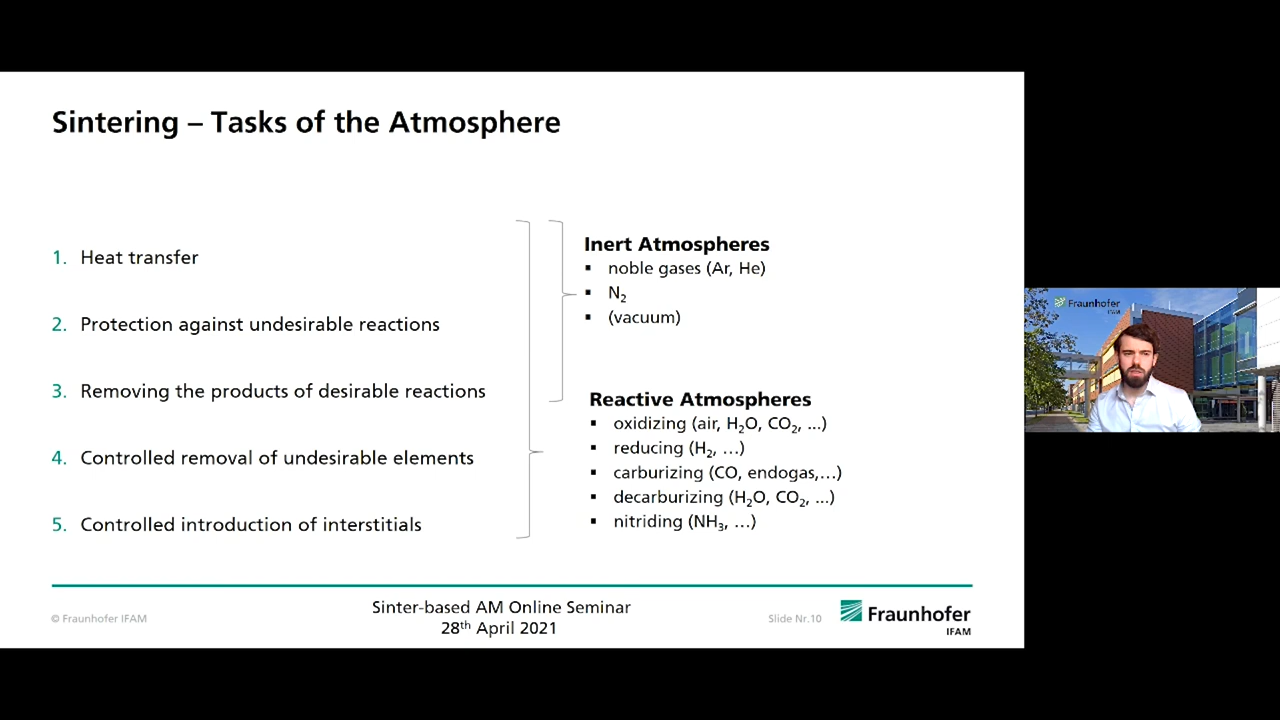 Sintering – Tasks of the Atmosphere
1. Heat transfer
2. Protection against undesirable reactions
3. Removing the products of desirable reactions
4. Controlled removal of undesirable elements
5. Controlled introduction of interstitials
Inert Atmospheres
▪ noble gases (Ar, He)
▪ N₂
▪ (vacuum)
Reactive Atmospheres
▪ oxidizing (air, H₂O, CO₂, ...)
▪ reducing (H₂, …)
▪ carburizing (CO, endogas,…)
▪ decarburizing (H₂O, CO₂, ...)
▪ nitriding (NH₃, …)
© Fraunhofer IFAM
Sinter-based AM Online Seminar
28th April 2021
Slide Nr.10
Fraunhofer
IFAM
Fraunhofer
IFAM